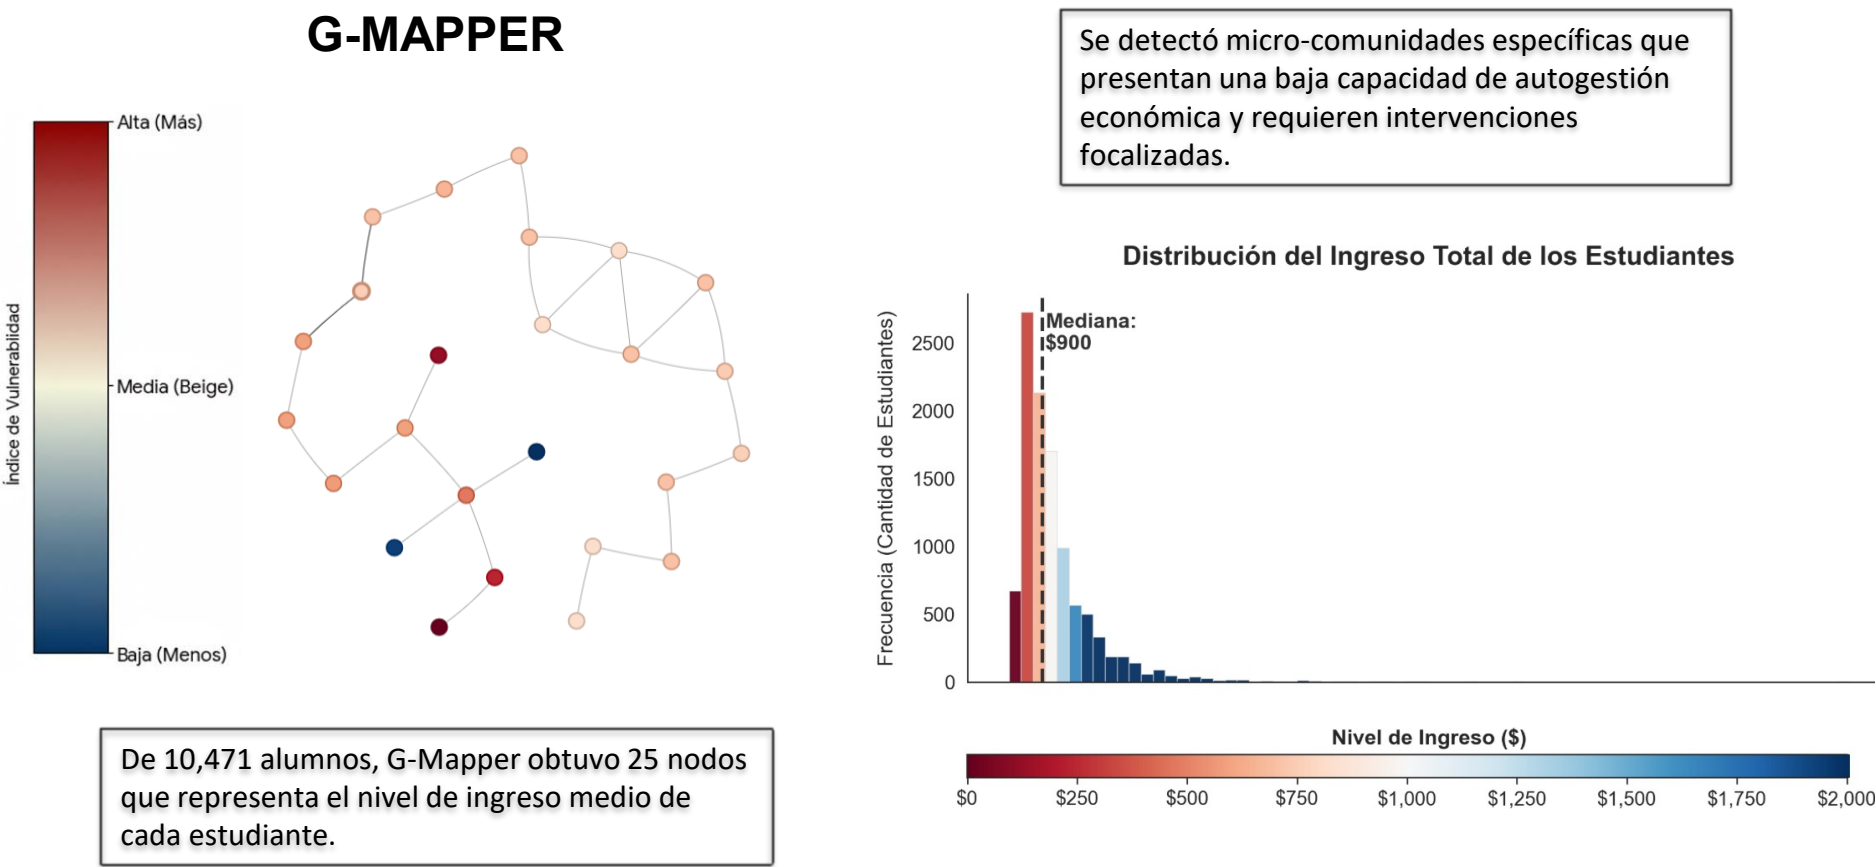 G-MAPPER
Alta (Más)
Media (Beige)
Baja (Menos)
Índice de Vulnerabilidad
De 10,471 alumnos, G-Mapper obtuvo 25 nodos
que representa el nivel de ingreso medio de
cada estudiante.
Se detectó micro-comunidades específicas que
presentan una baja capacidad de autogestión
económica y requieren intervenciones
focalizadas.
Distribución del Ingreso Total de los Estudiantes
Frecuencia (Cantidad de Estudiantes)
2500
2000
1500
1000
500
0
Mediana:
$900
Nivel de Ingreso ($)
$0 $250 $500 $750 $1,000 $1,250 $1,500 $1,750 $2,000